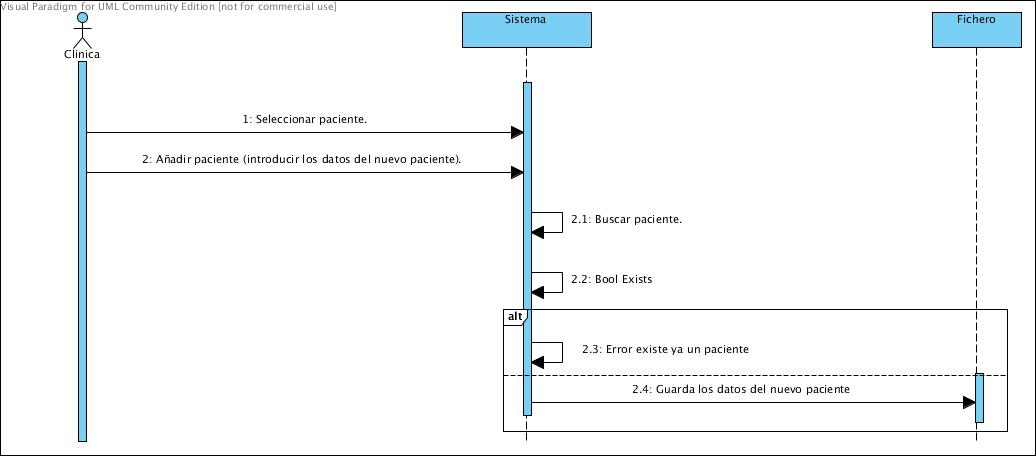 Visual Paradigm for UML Community Edition [not for commercial use]
Sistema
Fichero
Clinica
1: Seleccionar paciente.
2: Añadir paciente (introducir los datos del nuevo paciente).
2.1: Buscar paciente.
2.2: Bool Exists
alt
2.3: Error existe ya un paciente
2.4: Guarda los datos del nuevo paciente